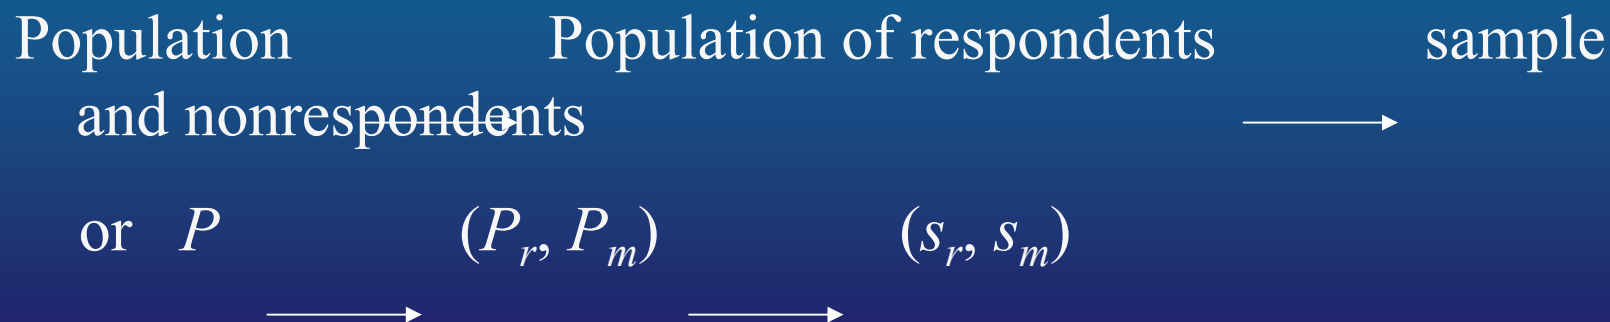 Population Population of respondents sample
and nonrespondents
or P (Pr, Pm) (sr, sm)